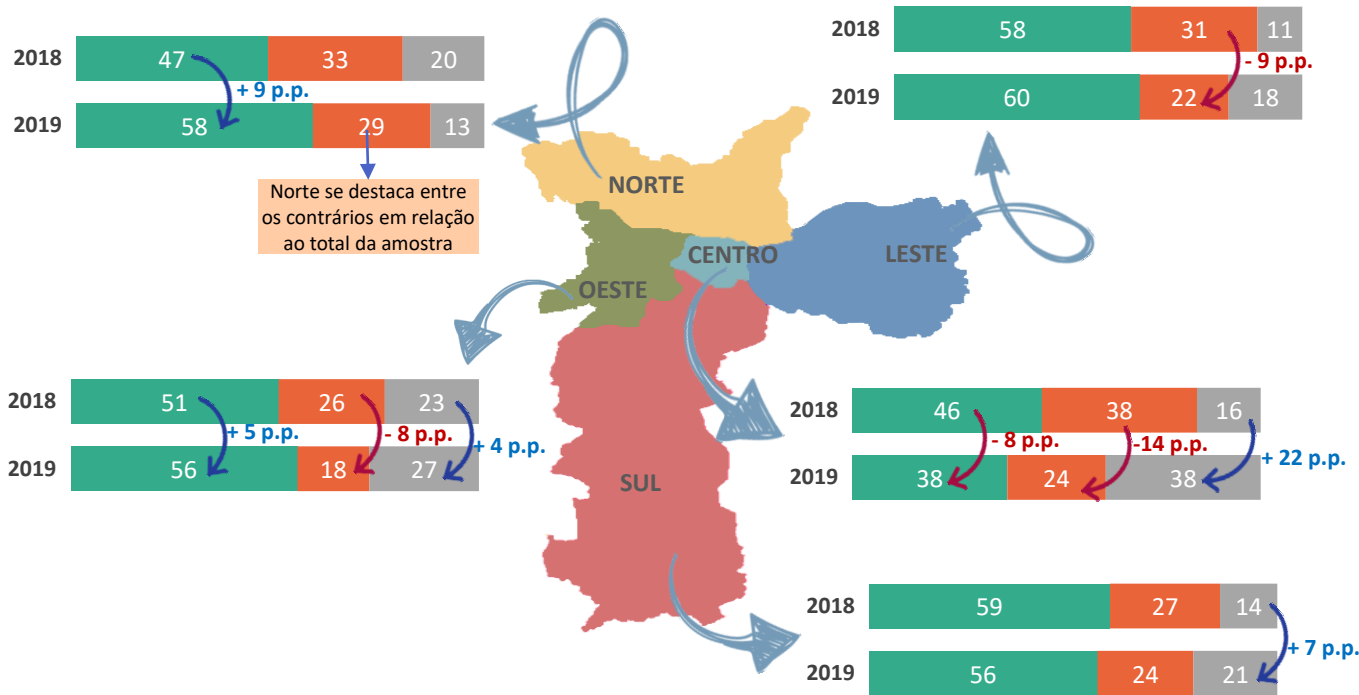 2018 47 33 20
+ 9 p.p.
2019 58 29 13
Norte se destaca entre
os contrários em relação
ao total da amostra
2018 58 31 11
- 9 p.p.
2019 60 22 18
NORTE
CENTRO
LESTE
OESTE
SUL
2018 51 26 23
+ 5 p.p. - 8 p.p. + 4 p.p.
2019 56 18 27
2018 46 38 16
- 8 p.p. -14 p.p. + 22 p.p.
2019 38 24 38
2018 59 27 14
+ 7 p.p.
2019 56 24 21